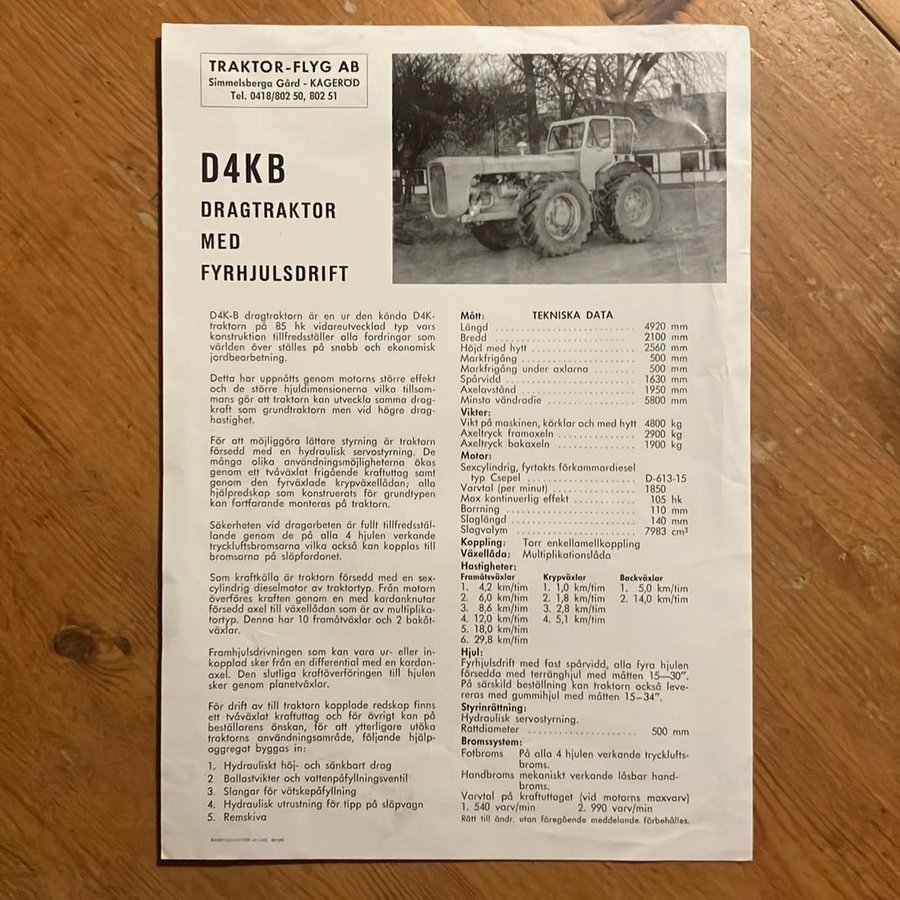 TRAKTOR-FLYG AB
Simmelsberga Gård - KÅGERÖD
Tel. 0418/802 50, 802 51
D4KB
DRAGTRAKTOR
MED
FYRHJULSDRIFT
D4K-B dragtraktorn är en ur den kända D4K-
traktorn på 85 hk vidareutvecklad typ vars
konstruktion tillfredsställer alla fordringar som
världen över ställes på snabb och ekonomisk
jordbearbetning.
Detta har uppnåtts genom motorns större effekt
och de större hjuldimensionerna vilka tillsam-
mans gör att traktorn kan utveckla samma drag-
kraft som grundtraktorn men vid högre drag-
hastighet.
För att möjliggöra lättare styrning är traktorn
försedd med en hydraulisk servostyrning. De
många olika användningsmöjligheterna ökas
genom ett tvåväxlat frigående kraftuttag samt
genom den fyrväxlade krypväxellådan; alla
hjälpredskap som konstruerats för grundtypen
kan fortfarande monteras på traktorn.
Säkerheten vid dragarbeten är fullt tillfredsstäl-
lande genom de på alla 4 hjulen verkande
tryckluftsbromsarna vilka också kan kopplas till
bromsarna på släpfordonet.
Som kraftkälla är traktorn försedd med en sex-
cylindrig dieselmotor av traktortyp. Från motorn
överföres kraften genom en med kardanknutar
försedd axel till växellådan som är av multiplika-
tortyp. Denna har 10 framåtväxlar och 2 bakåt-
växlar.
Framhjulsdrivningen som kan vara ur- eller in-
kopplad sker från en differential med en kardan-
axel. Den slutliga kraftöverföringen till hjulen
sker genom planetväxlar.
För drift av till traktorn kopplade redskap finns
ett tvåväxlat kraftuttag och för övrigt kan på
beställarens önskan, för att ytterligare utöka
traktorns användningsområde, följande hjälp-
aggregat byggas in:
1. Hydrauliskt höj- och sänkbart drag
2 Ballastvikter och vattenpåfyllningsventil
3. Slangar för vätskepåfyllning
4. Hydraulisk utrustning för tipp på släpvagn
5. Remskiva
Mått: TEKNISKA DATA
Längd 4920 mm
Bredd 2100 mm
Höjd med hytt 2560 mm
Markfrigång 500 mm
Markfrigång under axlarna 500 mm
Spårvidd 1630 mm
Axelavstånd 1950 mm
Minsta vändradie 5800 mm
Vikter:
Vikt på maskinen, körklar och med hytt 4800 kg
Axeltryck framaxeln 2900 kg
Axeltryck bakaxeln 1900 kg
Motor:
Sexcylindrig, fyrtakts förkammardiesel
typ Csepel D-613-15
Varvtal (per minut) 1850
Max kontinuerlig effekt 105 hk
Borrning 110 mm
Slaglängd 140 mm
Slagvolym 7983 cm³
Koppling: Torr enkellamellkoppling
Växellåda: Multiplikationslåda
Hastigheter:
Framåtsväxlar Krypväxlar Backväxlar
1. 4,2 km/tim 1. 1,0 km/tim 1. 5,0 km/tim
2. 6,0 km/tim 2. 1,8 km/tim 2. 14,0 km/tim
3. 8,6 km/tim 3. 2,8 km/tim
4. 12,0 km/tim 4. 5,1 km/tim
5. 18,0 km/tim
6. 29,8 km/tim
Hjul:
Fyrhjulsdrift med fast spårvidd, alla fyra hjulen
försedda med terränghjul med måtten 15—30".
På särskild beställning kan traktorn också leve-
reras med gummihjul med måtten 15–34".
Styrinrättning:
Hydraulisk servostyrning.
Rattdiameter 500 mm
Bromssystem:
Fotbroms På alla 4 hjulen verkande trycklufts-
broms.
Handbroms mekaniskt verkande låsbar hand-
broms.
Varvtal på kraftuttaget (vid motorns maxvarv)
1. 540 varv/min 2. 990 varv/min
Rätt till ändr. utan föregående meddelande förbehålles.